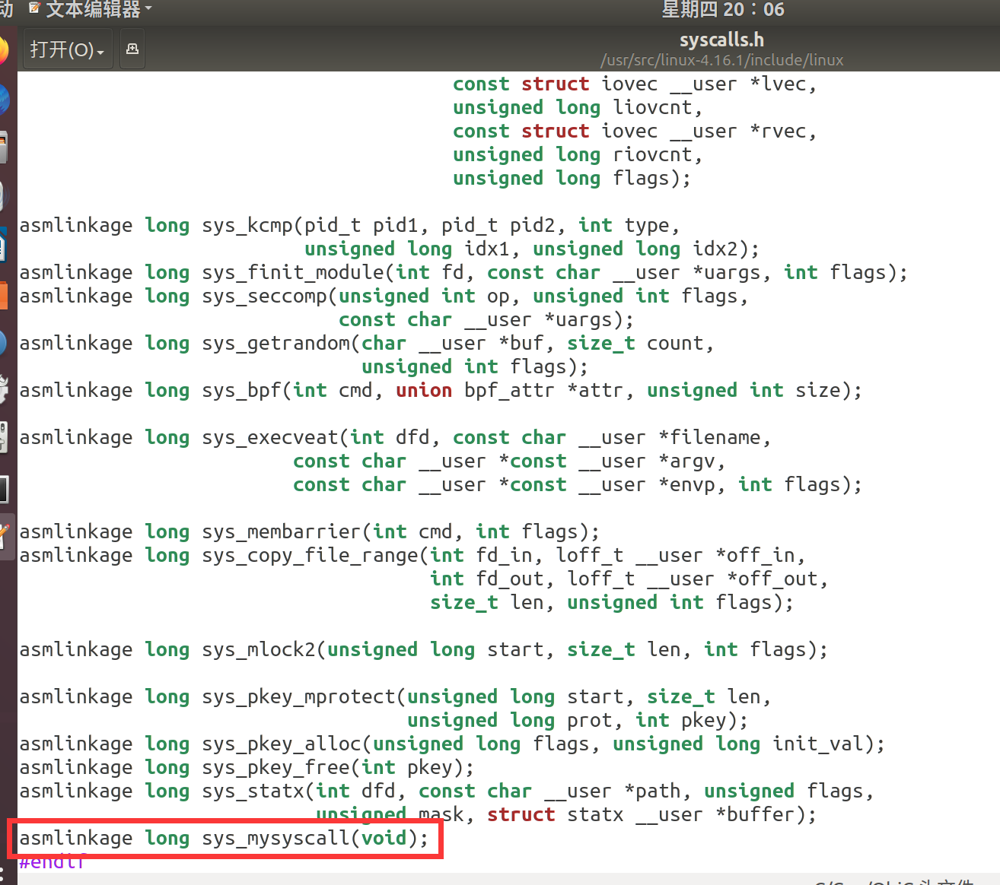 动 文本编辑器 星期四 20：06
打开(O) syscalls.h
/usr/src/linux-4.16.1/include/linux
const struct iovec __user *lvec,
unsigned long liovcnt,
const struct iovec __user *rvec,
unsigned long riovcnt,
unsigned long flags);
asmlinkage long sys_kcmp(pid_t pid1, pid_t pid2, int type,
unsigned long idx1, unsigned long idx2);
asmlinkage long sys_finit_module(int fd, const char __user *uargs, int flags);
asmlinkage long sys_seccomp(unsigned int op, unsigned int flags,
const char __user *uargs);
asmlinkage long sys_getrandom(char __user *buf, size_t count,
unsigned int flags);
asmlinkage long sys_bpf(int cmd, union bpf_attr *attr, unsigned int size);
asmlinkage long sys_execveat(int dfd, const char __user *filename,
const char __user *const __user *argv,
const char __user *const __user *envp, int flags);
asmlinkage long sys_membarrier(int cmd, int flags);
asmlinkage long sys_copy_file_range(int fd_in, loff_t __user *off_in,
int fd_out, loff_t __user *off_out,
size_t len, unsigned int flags);
asmlinkage long sys_mlock2(unsigned long start, size_t len, int flags);
asmlinkage long sys_pkey_mprotect(unsigned long start, size_t len,
unsigned long prot, int pkey);
asmlinkage long sys_pkey_alloc(unsigned long flags, unsigned long init_val);
asmlinkage long sys_pkey_free(int pkey);
asmlinkage long sys_statx(int dfd, const char __user *path, unsigned flags,
unsigned mask, struct statx __user *buffer);
asmlinkage long sys_mysyscall(void);
#endif